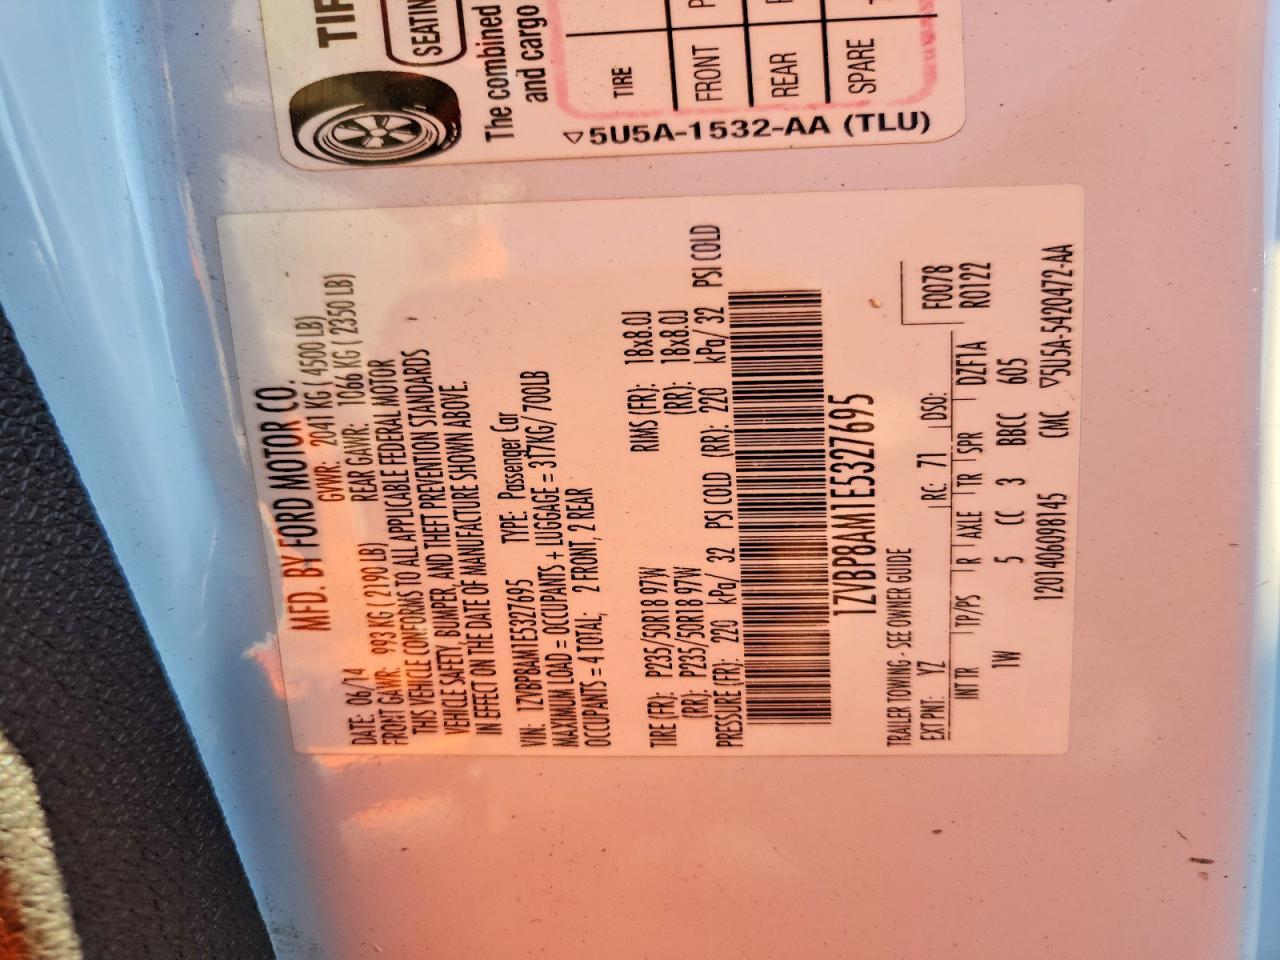 TIR
SEATIN
The combined
and cargo
TIRE
FRONT
REAR
SPARE
▽5U5A-1532-AA (TLU)
MFD. BY FORD MOTOR CO.
DATE: 06/14 GVWR: 2041 KG ( 4500 LB)
FRONT GAWR: 993 KG ( 2190 LB) REAR GAWR: 1066 KG ( 2350 LB)
THIS VEHICLE CONFORMS TO ALL APPLICABLE FEDERAL MOTOR
VEHICLE SAFETY, BUMPER, AND THEFT PREVENTION STANDARDS
IN EFFECT ON THE DATE OF MANUFACTURE SHOWN ABOVE.
VIN: 1ZVBP8AM1E5327695 TYPE: Passenger Car
MAXIMUM LOAD = OCCUPANTS + LUGGAGE = 317KG/700LB
OCCUPANTS = 4 TOTAL; 2 FRONT, 2 REAR
TIRE (FR): P235/50R18 97W RIMS (FR): 18x8.0J
(RR): P235/50R18 97W (RR): 18x8.0J
PRESSURE (FR): 220 kPa/ 32 PSI COLD (RR): 220 kPa/ 32 PSI COLD
1ZVBP8AM1E5327695
TRAILER TOWING - SEE OWNER GUIDE
EXT PNT: YZ RC: 71 DSO: F0078
R0122
INT TR TP/PS R AXLE TR SPR DZF1A
1W 5 CC 3 BBCC 605
1201406098145 CMC ▽5U5A-5420472-AA